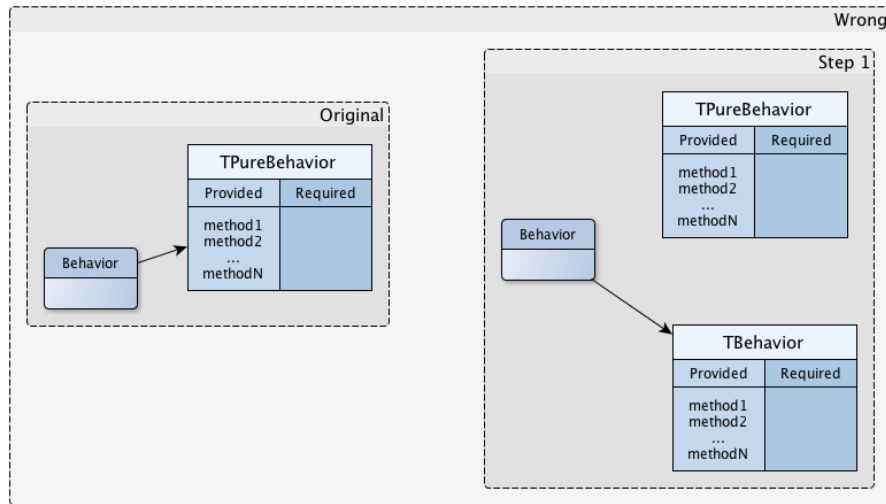 Wrong
Original
TPureBehavior
Provided Required
method1
method2
...
methodN
Behavior
Step 1
TPureBehavior
Provided Required
method1
method2
...
methodN
Behavior
TBehavior
Provided Required
method1
method2
...
methodN